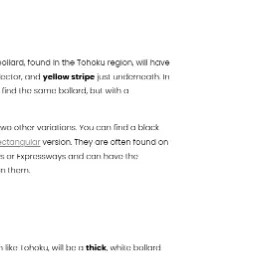 bollard, found in the Tohoku region, will have
lector, and yellow stripe just underneath. In
find the same bollard, but with a
wo other variations. You can find a black
ectangular version. They are often found on
s or Expressways and can have the
n them.
n like Tohoku, will be a thick, white bollard